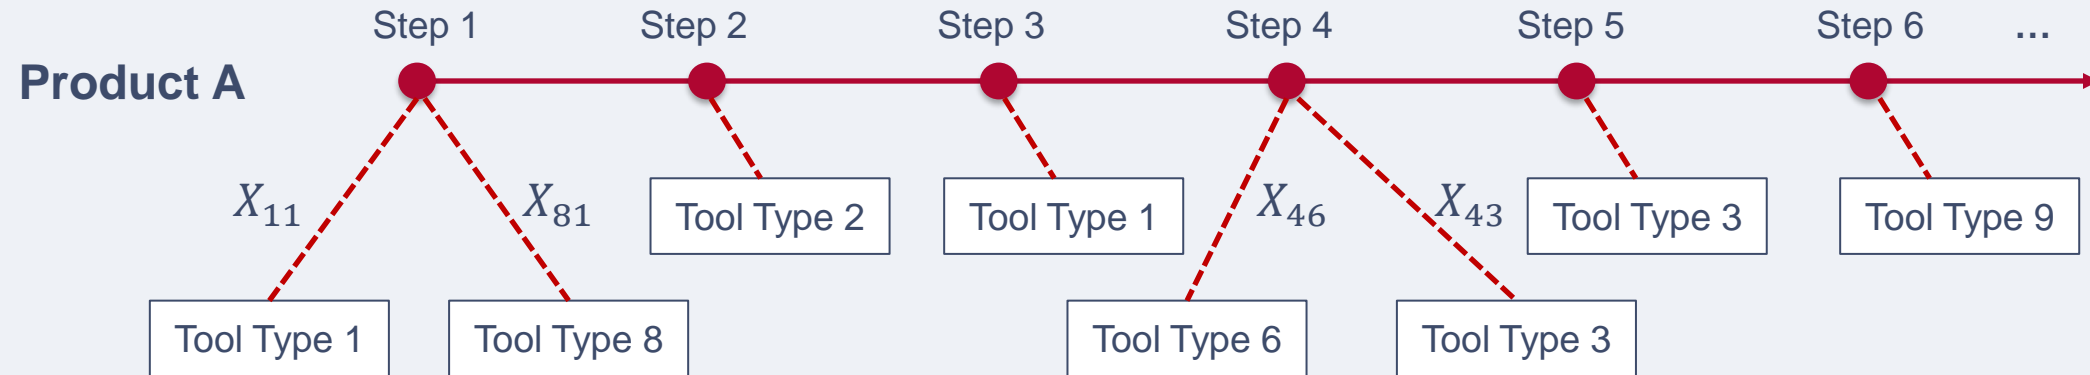 Step 1 Step 2 Step 3 Step 4 Step 5 Step 6 ...
Product A
X₁₁ X₈₁ Tool Type 2 Tool Type 1 X₄₆ X₄₃ Tool Type 3 Tool Type 9
Tool Type 1 Tool Type 8 Tool Type 6 Tool Type 3